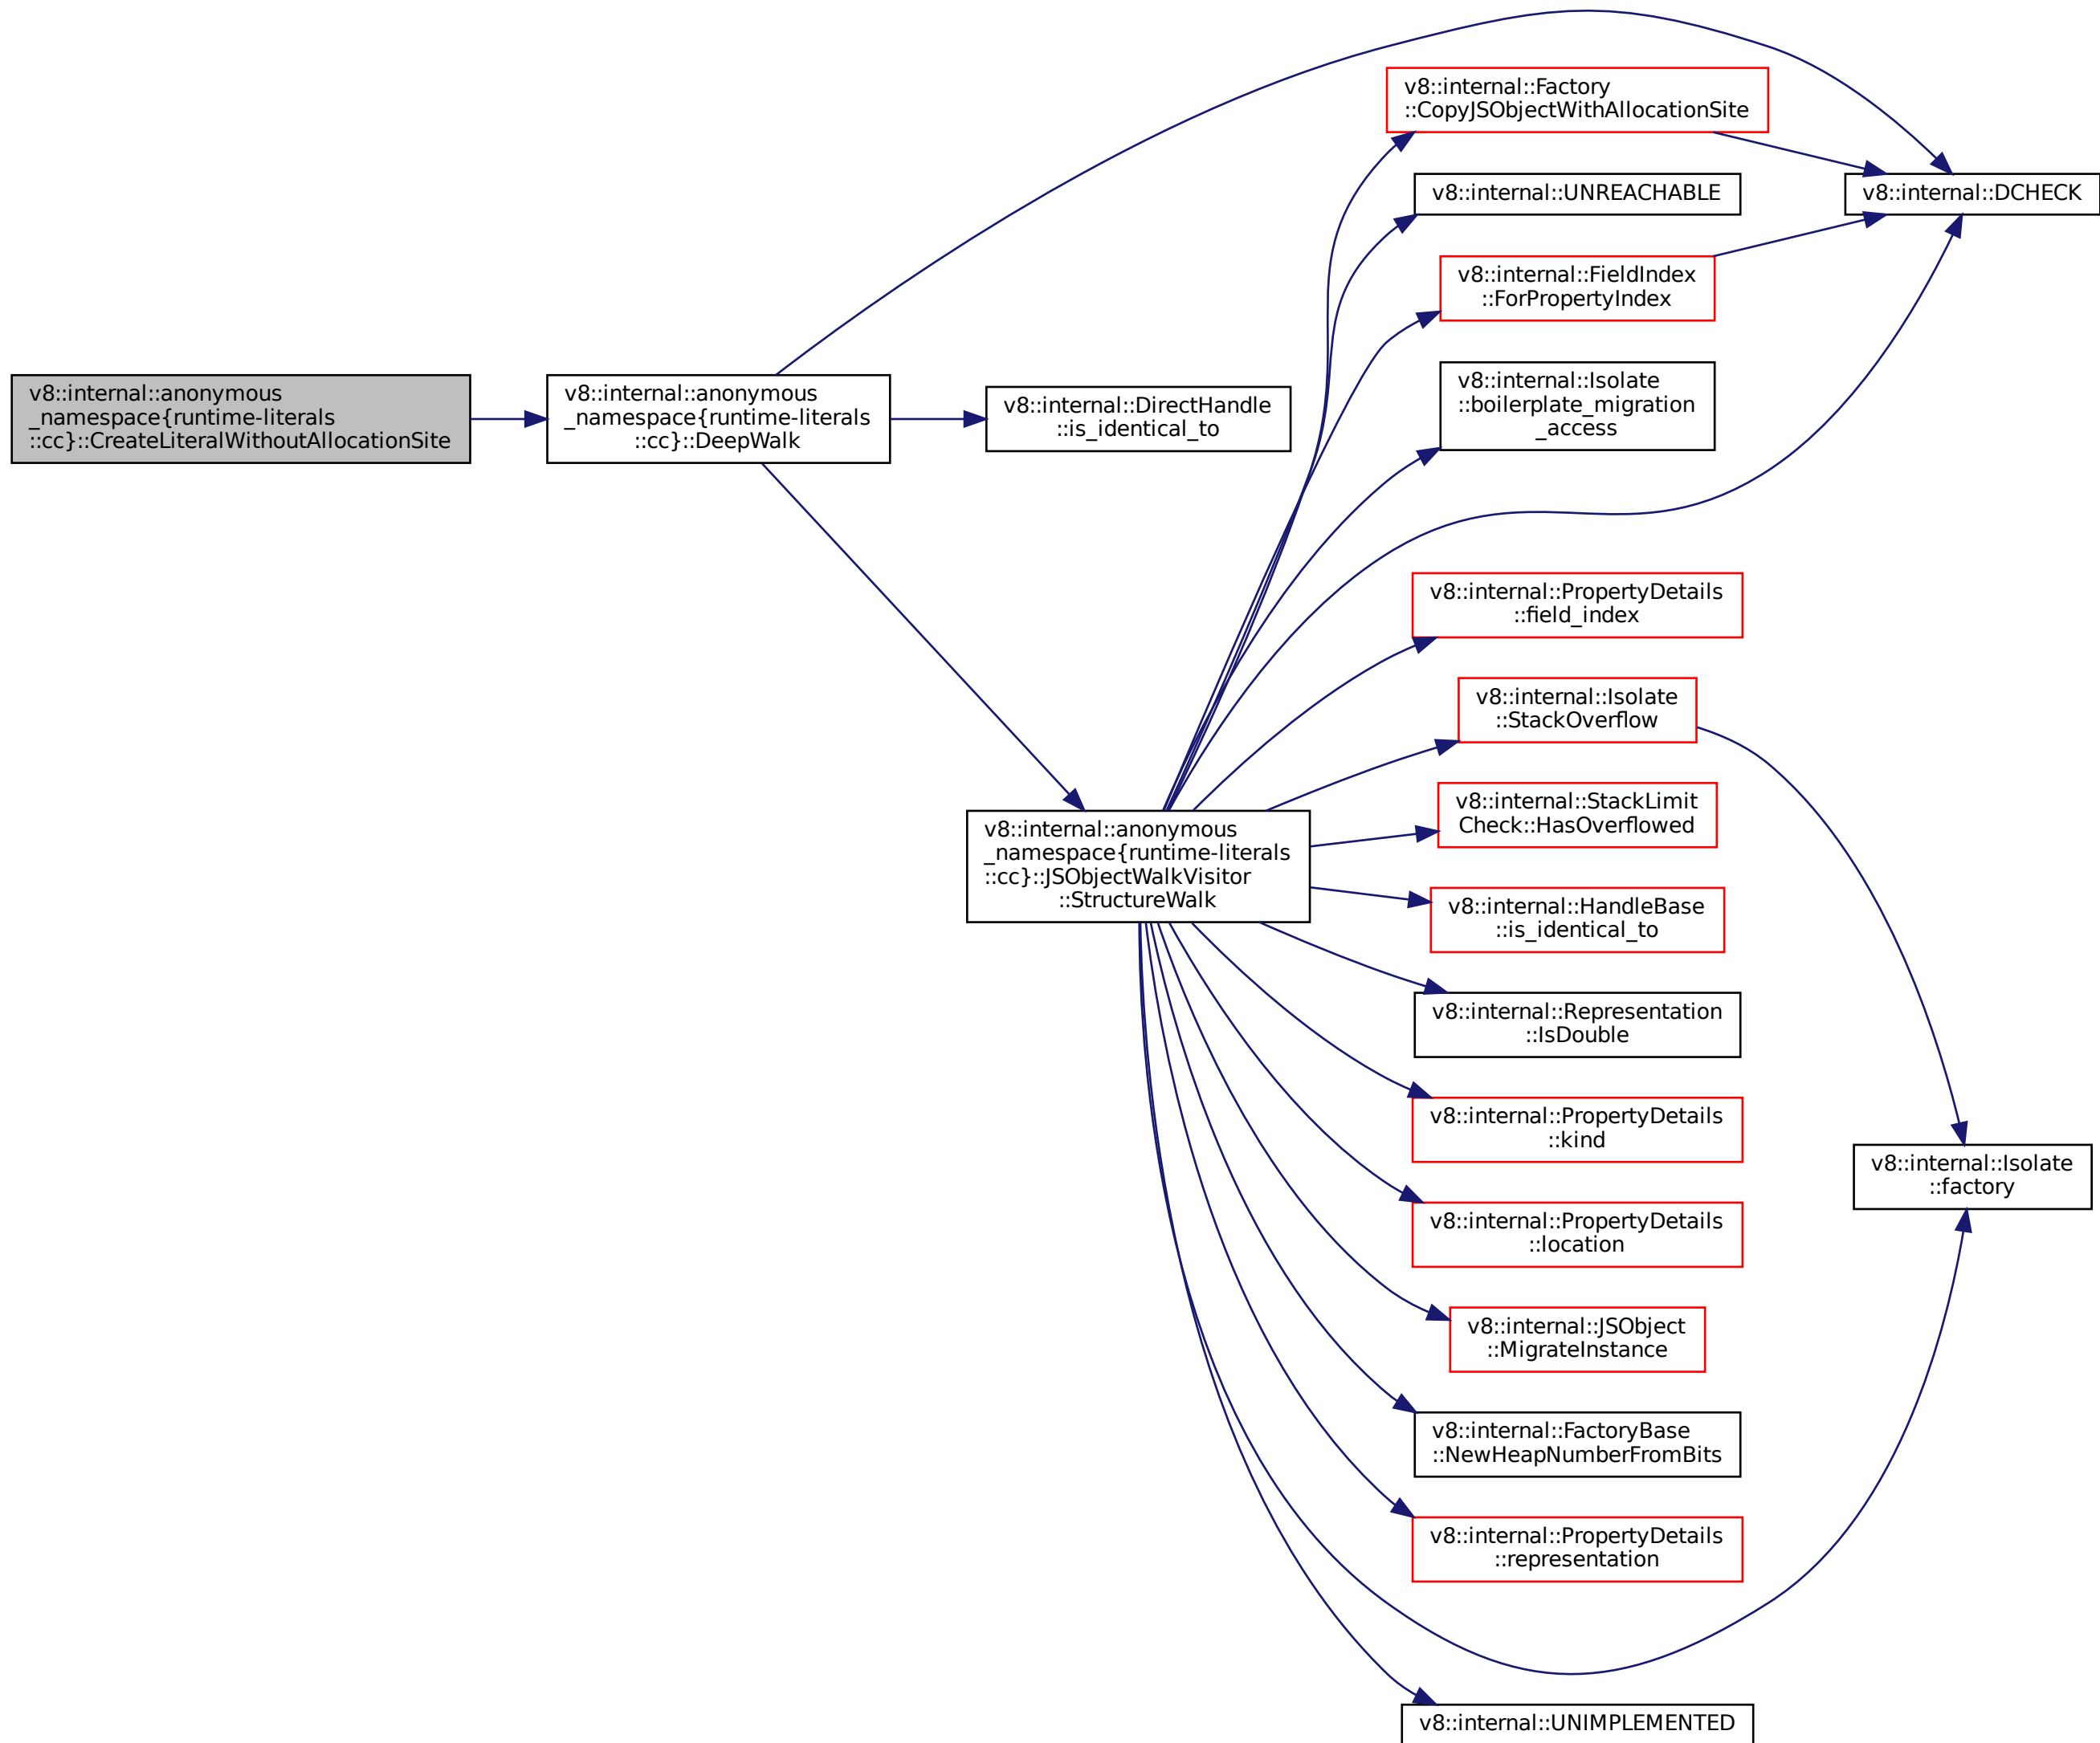 v8::internal::Factory
::CopyJSObjectWithAllocationSite
v8::internal::UNREACHABLE
v8::internal::DCHECK
v8::internal::FieldIndex
::ForPropertyIndex
v8::internal::anonymous
_namespace{runtime-literals
::cc}::CreateLiteralWithoutAllocationSite
v8::internal::anonymous
_namespace{runtime-literals
::cc}::DeepWalk
v8::internal::DirectHandle
::is_identical_to
v8::internal::Isolate
::boilerplate_migration
_access
v8::internal::PropertyDetails
::field_index
v8::internal::Isolate
::StackOverflow
v8::internal::StackLimit
Check::HasOverflowed
v8::internal::anonymous
_namespace{runtime-literals
::cc}::JSObjectWalkVisitor
::StructureWalk
v8::internal::HandleBase
::is_identical_to
v8::internal::Representation
::IsDouble
v8::internal::PropertyDetails
::kind
v8::internal::Isolate
::factory
v8::internal::PropertyDetails
::location
v8::internal::JSObject
::MigrateInstance
v8::internal::FactoryBase
::NewHeapNumberFromBits
v8::internal::PropertyDetails
::representation
v8::internal::UNIMPLEMENTED